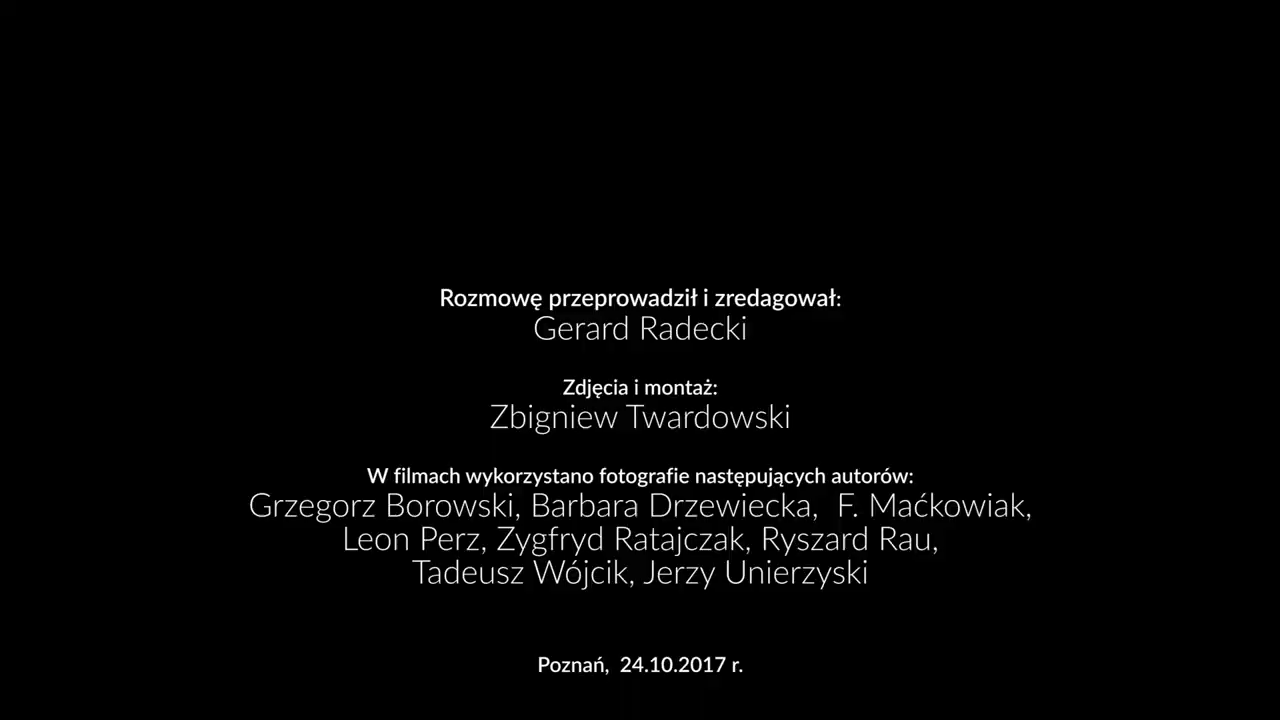 Rozmowę przeprowadził i zredagował:
Gerard Radecki
Zdjęcia i montaż:
Zbigniew Twardowski
W filmach wykorzystano fotografie następujących autorów:
Grzegorz Borowski, Barbara Drzewiecka, F. Maćkowiak,
Leon Perz, Zygfryd Ratajczak, Ryszard Rau,
Tadeusz Wójcik, Jerzy Unierzyski
Poznań, 24.10.2017 r.